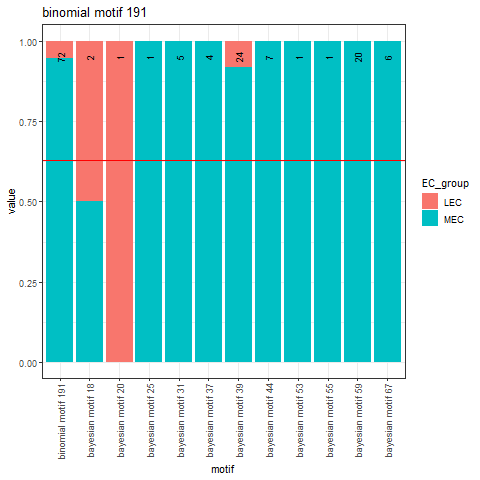 binomial motif 191
1.00
0.75
0.50
0.25
0.00
value
72
2
1
1
5
4
24
7
1
1
20
6
binomial motif 191
bayesian motif 18
bayesian motif 20
bayesian motif 25
bayesian motif 31
bayesian motif 37
bayesian motif 39
bayesian motif 44
bayesian motif 53
bayesian motif 55
bayesian motif 59
bayesian motif 67
motif
EC_group
LEC
MEC